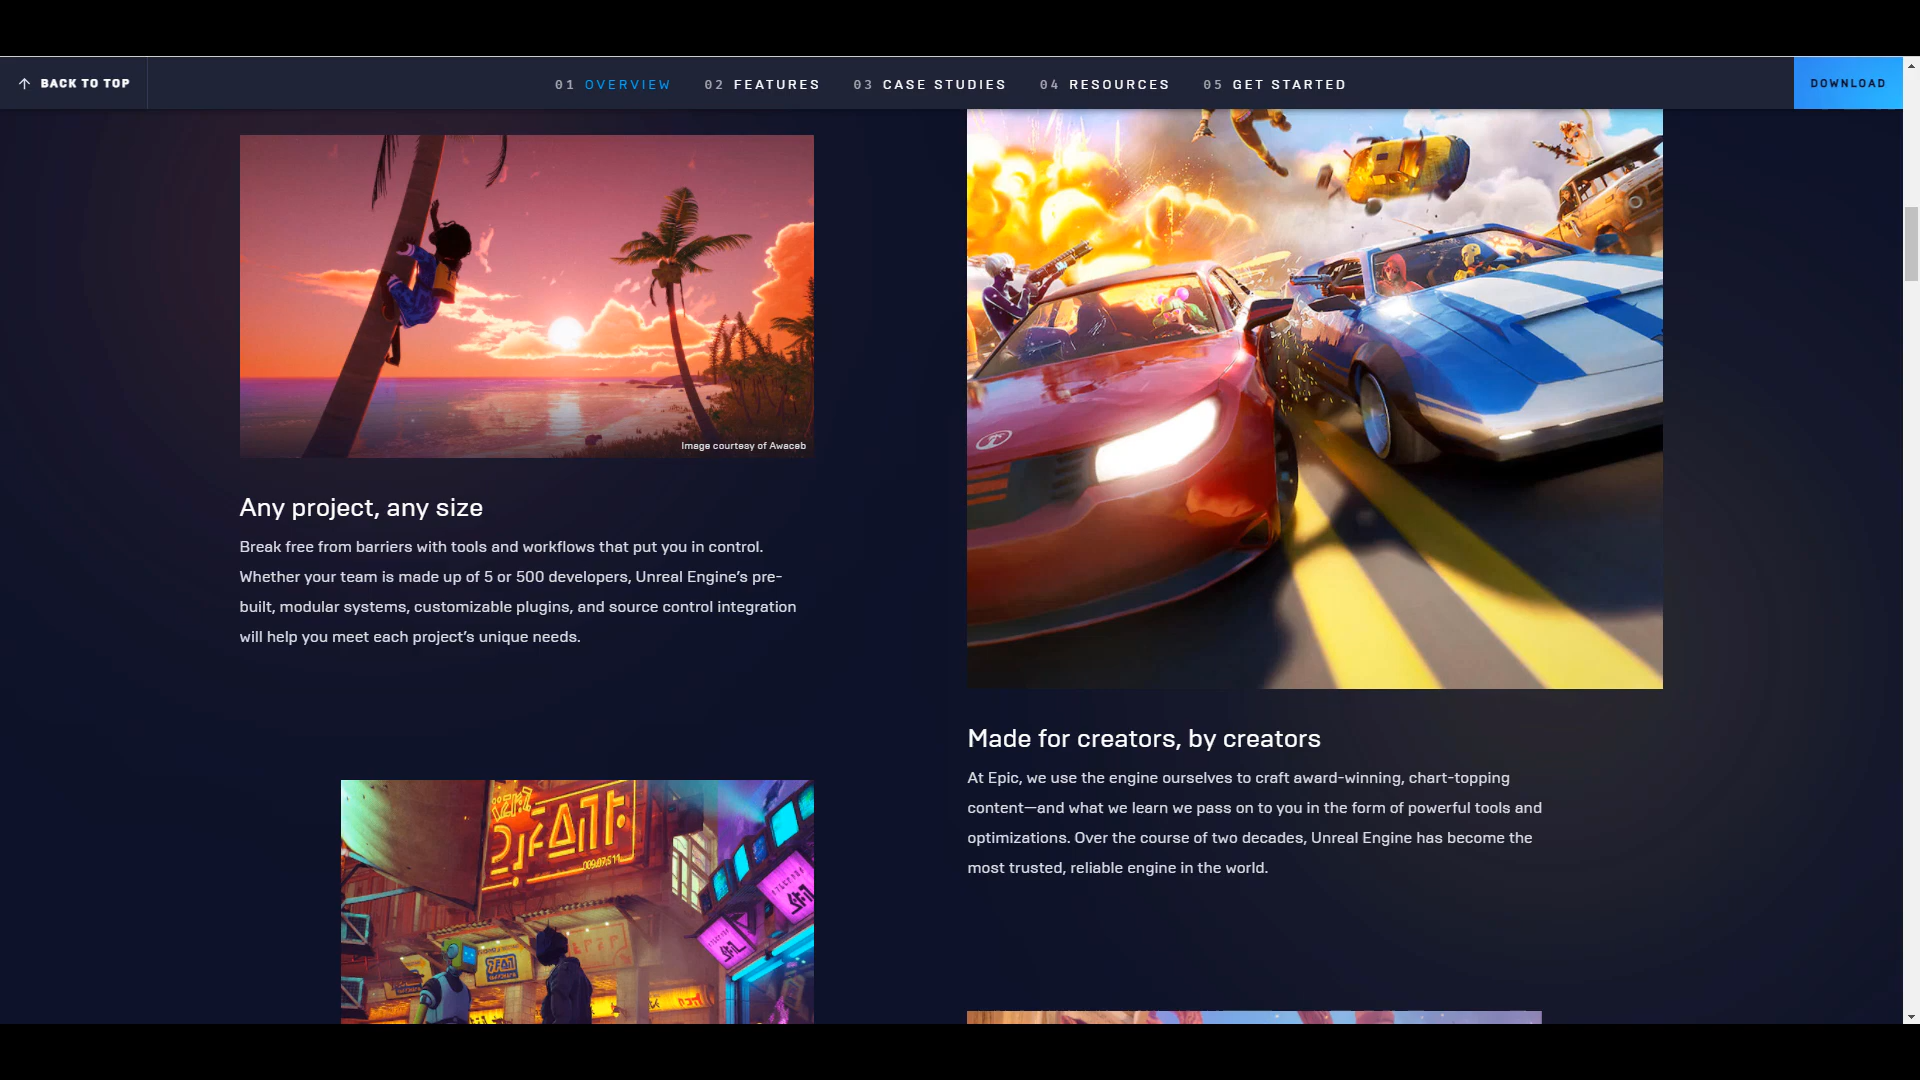 BACK TO TOP
01 OVERVIEW
02 FEATURES
03 CASE STUDIES
04 RESOURCES
05 GET STARTED
DOWNLOAD
Image courtesy of Awaceb
Any project, any size
Break free from barriers with tools and workflows that put you in control.
Whether your team is made up of 5 or 500 developers, Unreal Engine’s pre-
built, modular systems, customizable plugins, and source control integration
will help you meet each project’s unique needs.
Made for creators, by creators
At Epic, we use the engine ourselves to craft award-winning, chart-topping
content—and what we learn we pass on to you in the form of powerful tools and
optimizations. Over the course of two decades, Unreal Engine has become the
most trusted, reliable engine in the world.